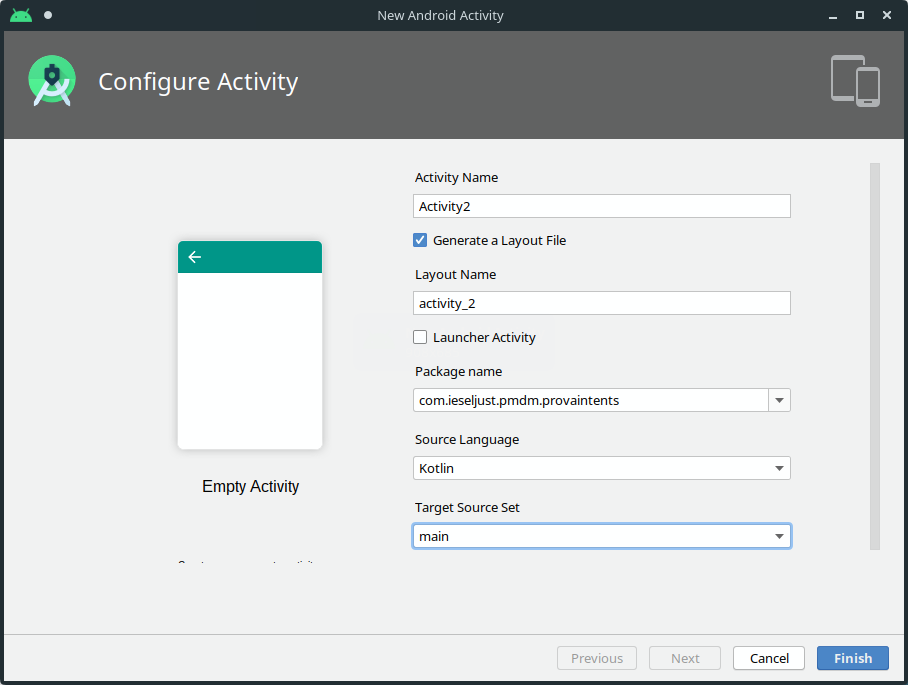 New Android Activity
Configure Activity
Activity Name
Activity2
Generate a Layout File
Layout Name
activity_2
Launcher Activity
Package name
com.ieseljust.pmdm.provaintents
Source Language
Kotlin
Target Source Set
main
Empty Activity
Previous
Next
Cancel
Finish